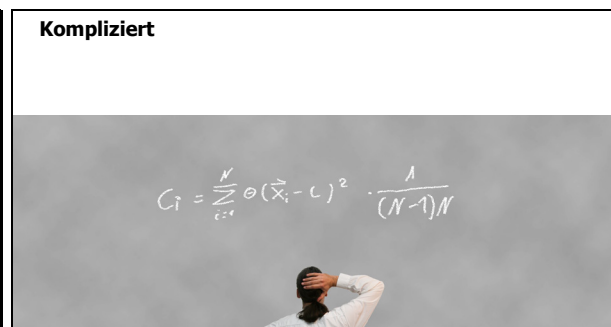 Kompliziert
C_i = \sum_{i=1}^{N} \Theta(\vec{x}_i - c)^2 \cdot \frac{1}{(N-1)N}